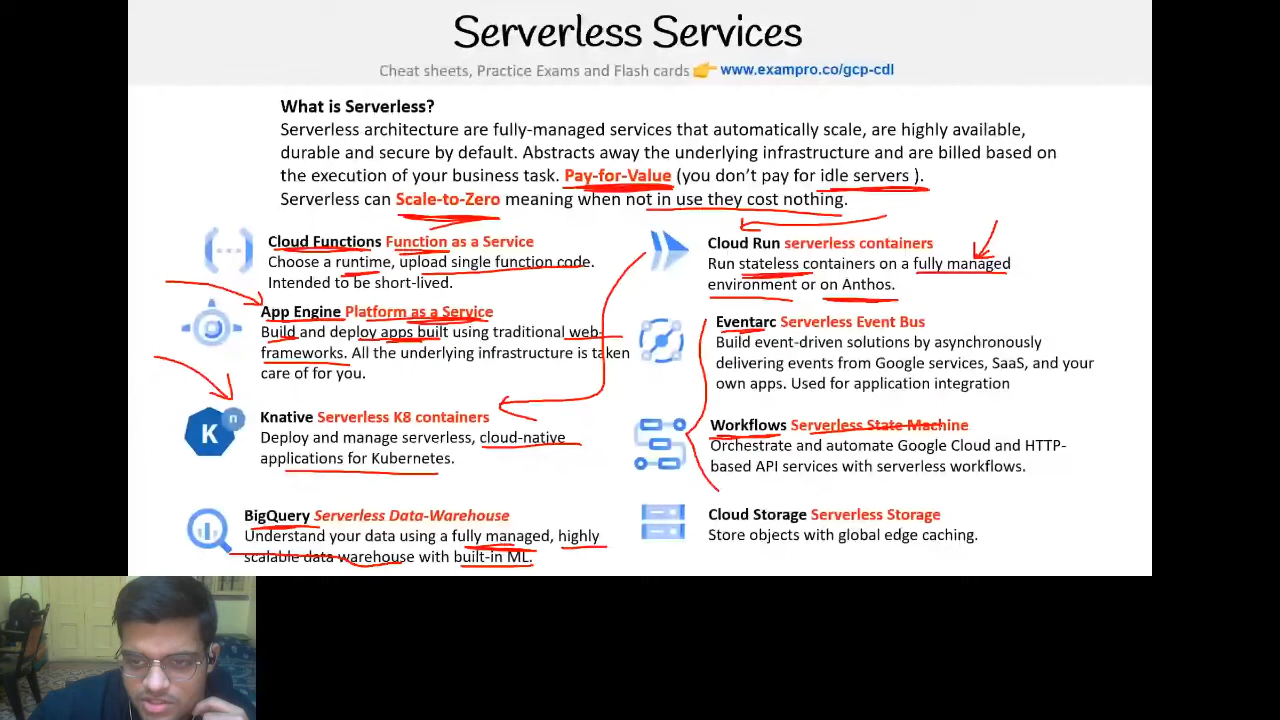 Serverless Services
Cheat sheets, Practice Exams and Flash cards 👉 www.exampro.co/gcp-cdl
What is Serverless?
Serverless architecture are fully-managed services that automatically scale, are highly available,
durable and secure by default. Abstracts away the underlying infrastructure and are billed based on
the execution of your business task. Pay-for-Value (you don't pay for idle servers ).
Serverless can Scale-to-Zero meaning when not in use they cost nothing.
Cloud Functions Function as a Service
Choose a runtime, upload single function code.
Intended to be short-lived.
App Engine Platform as a Service
Build and deploy apps built using traditional web-
frameworks. All the underlying infrastructure is taken
care of for you.
Knative Serverless K8 containers
Deploy and manage serverless, cloud-native
applications for Kubernetes.
BigQuery Serverless Data-Warehouse
Understand your data using a fully managed, highly
scalable data warehouse with built-in ML.
Cloud Run serverless containers
Run stateless containers on a fully managed
environment or on Anthos.
Eventarc Serverless Event Bus
Build event-driven solutions by asynchronously
delivering events from Google services, SaaS, and your
own apps. Used for application integration
Workflows Serverless State Machine
Orchestrate and automate Google Cloud and HTTP-
based API services with serverless workflows.
Cloud Storage Serverless Storage
Store objects with global edge caching.
K
n